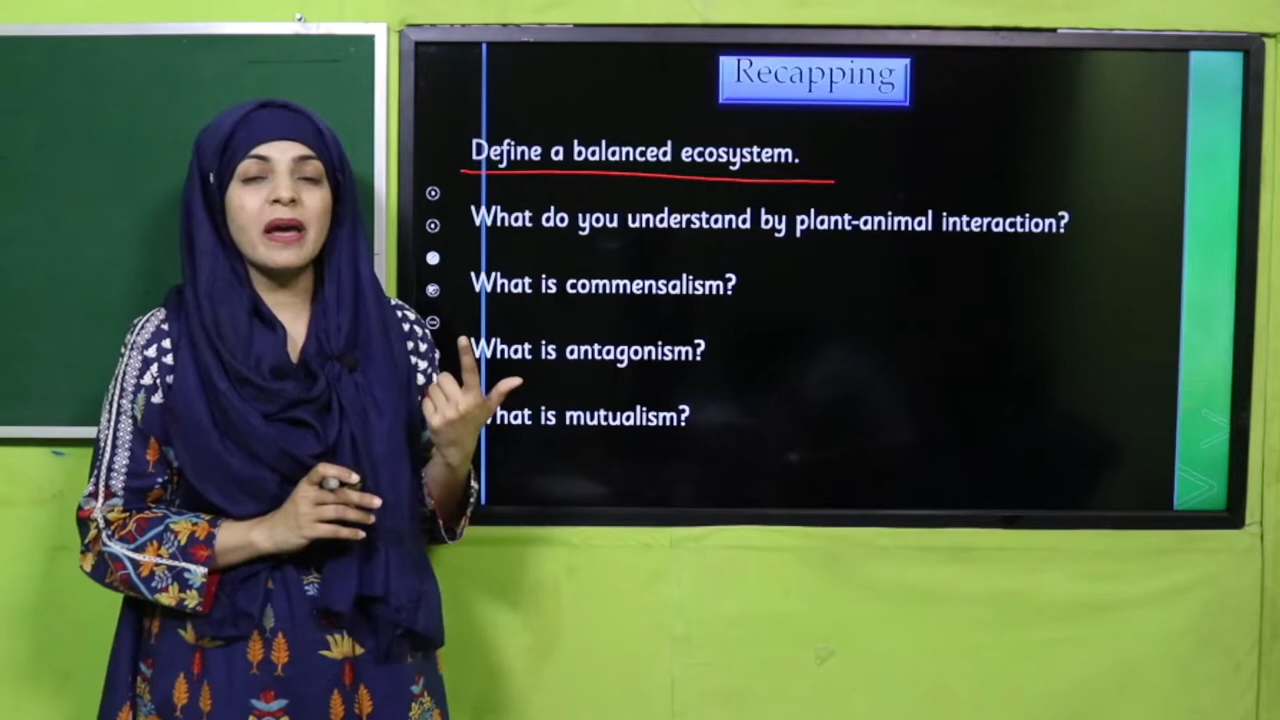 Recapping
Define a balanced ecosystem.
What do you understand by plant-animal interaction?
What is commensalism?
What is antagonism?
What is mutualism?